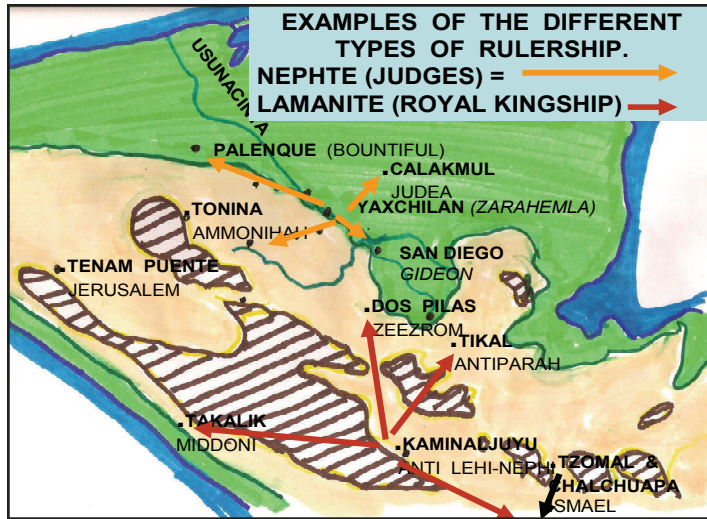 EXAMPLES OF THE DIFFERENT
TYPES OF RULERSHIP.
NEPHTE (JUDGES) =
LAMANITE (ROYAL KINGSHIP)
USUNACINTA
PALENQUE (BOUNTIFUL)
.CALAKMUL
JUDEA
.TONINA
AMMONIHAH
YAXCHILAN (ZARAHEMLA)
SAN DIEGO
GIDEON
.TENAM PUENTE
JERUSALEM
.DOS PILAS
ZEEZROM
.TIKAL
ANTIPARAH
.TAKALIK
MIDDONI
.KAMINALJUYU
ANTI LEHI-NEPHI
.TZOMAL &
CHALCHUAPA
ISMAEL